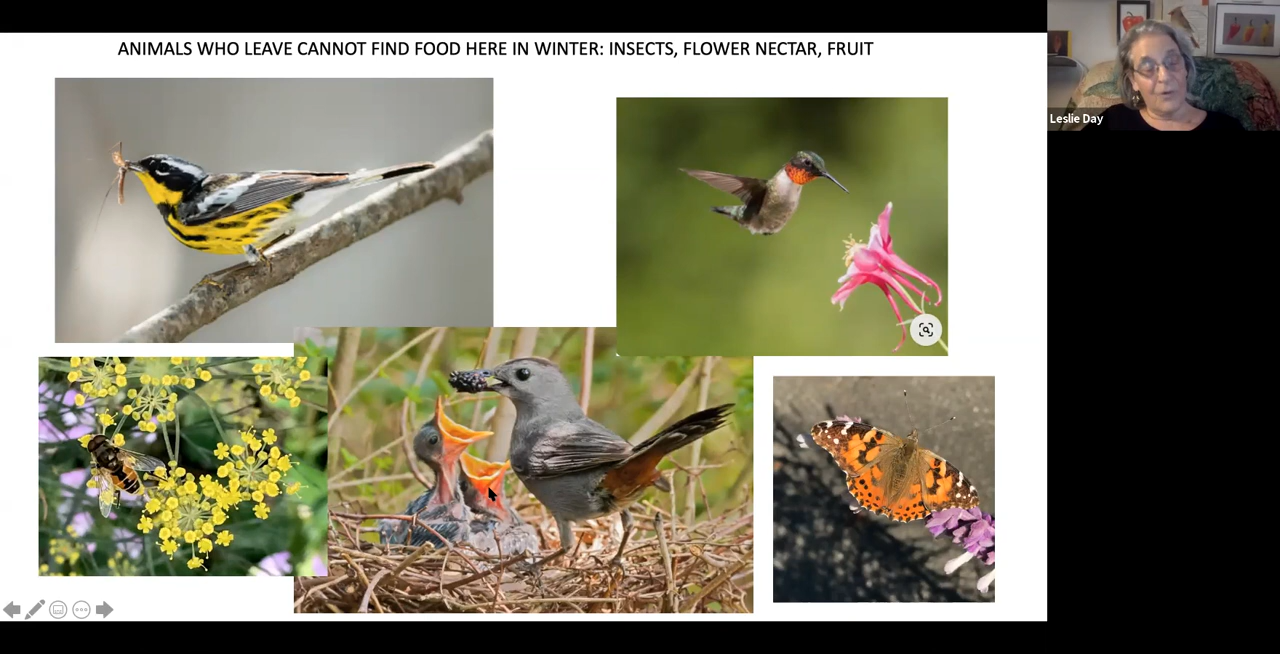 ANIMALS WHO LEAVE CANNOT FIND FOOD HERE IN WINTER: INSECTS, FLOWER NECTAR, FRUIT
Leslie Day